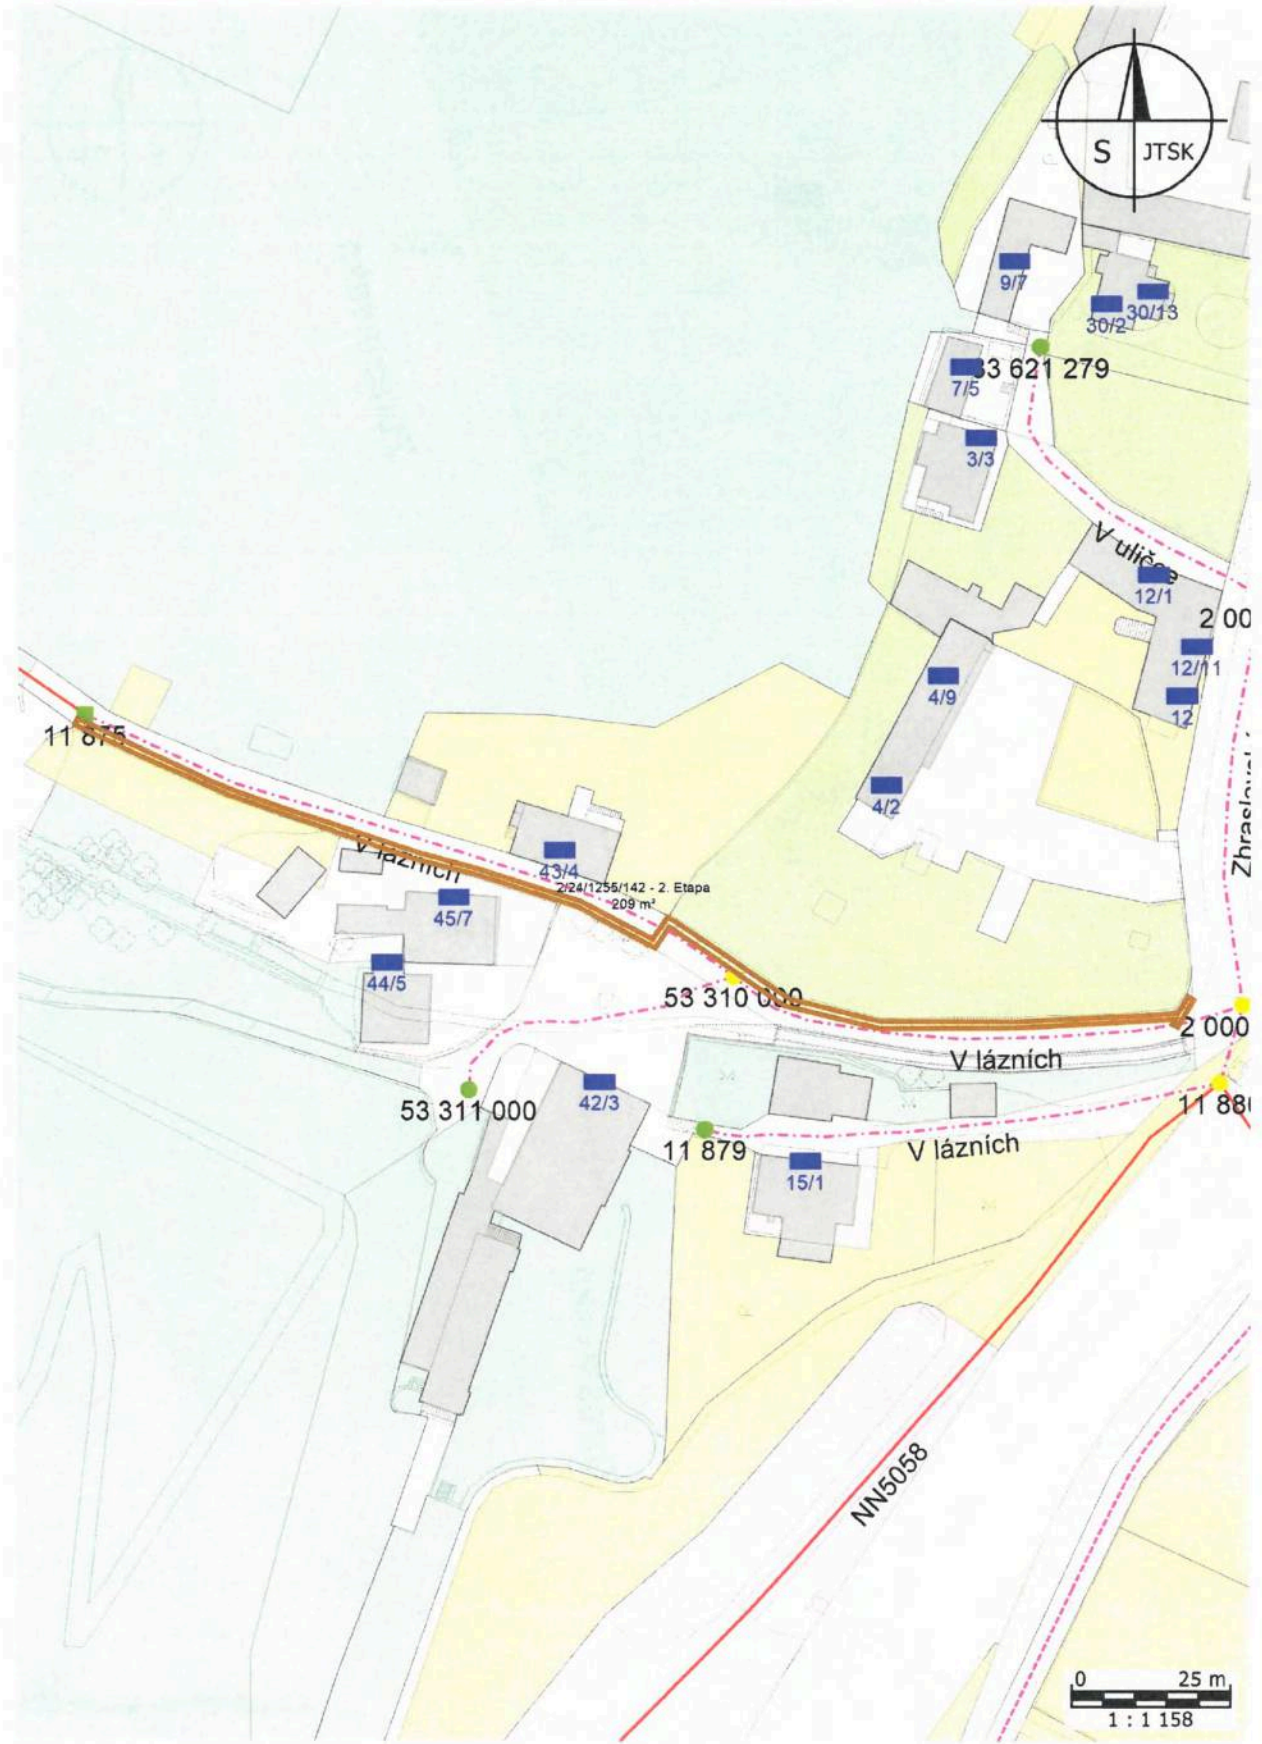 S JTSK
9/7
30/2
30/13
33 621 279
7/5
3/3
12/1
2 00
12/11
12
4/9
4/2
11 875
V lázních
43/4
2/24/1255/142 - 2. Etapa
209 m²
45/7
44/5
53 310 000
2 000
V lázních
42/3
53 311 000
11 879
11 880
V lázních
15/1
NN5058
0 25 m
1 : 1 158